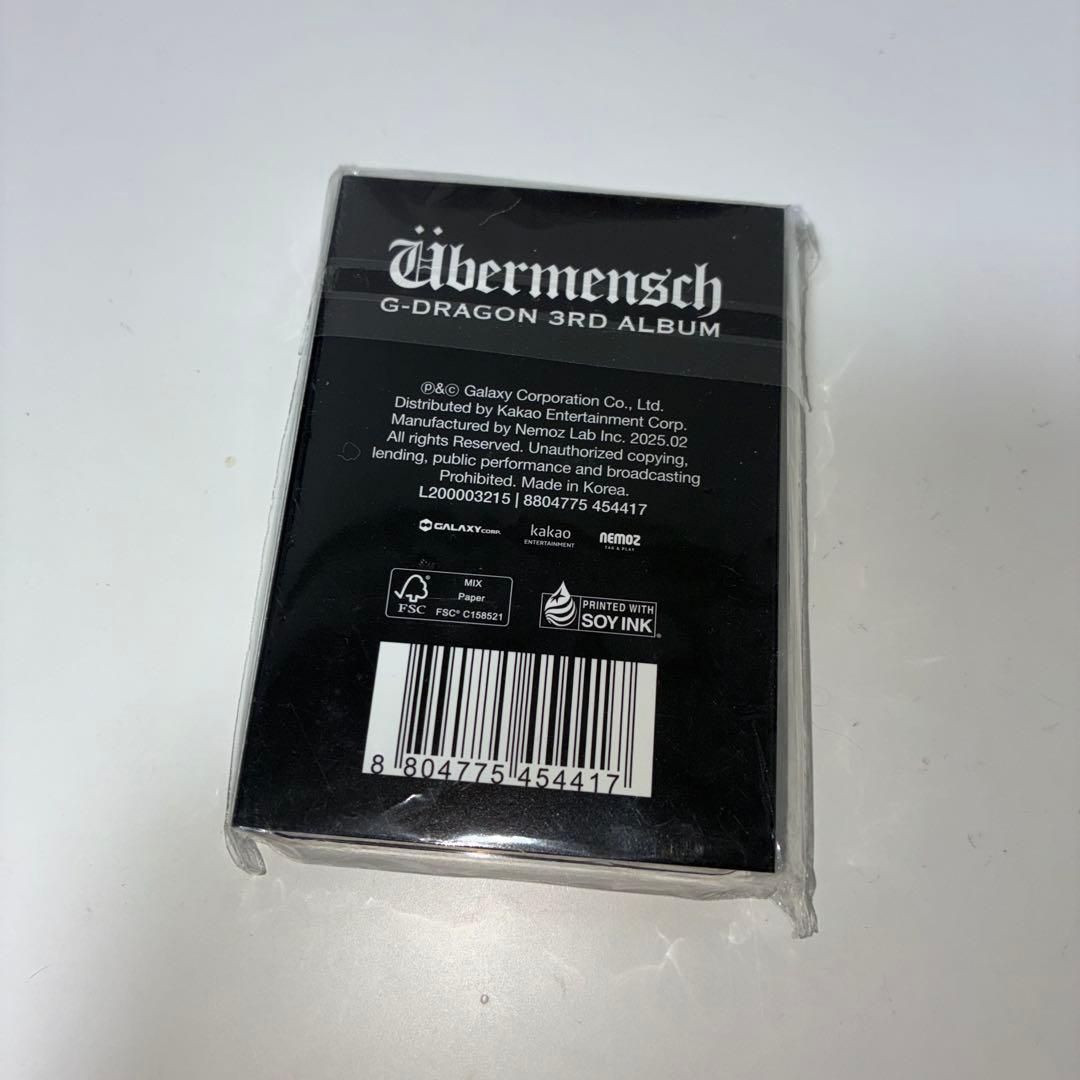 Übermensch
G-DRAGON 3RD ALBUM
℗&© Galaxy Corporation Co., Ltd.
Distributed by Kakao Entertainment Corp.
Manufactured by Nemoz Lab Inc. 2025.02
All rights Reserved. Unauthorized copying,
lending, public performance and broadcasting
Prohibited. Made in Korea.
L200003215 | 8804775 454417
GALAXY CORP.
kakao
ENTERTAINMENT
NEMOZ
TAG & PLAY
FSC
MIX
Paper
FSC® C158521
PRINTED WITH
SOY INK®
8 804775 454417